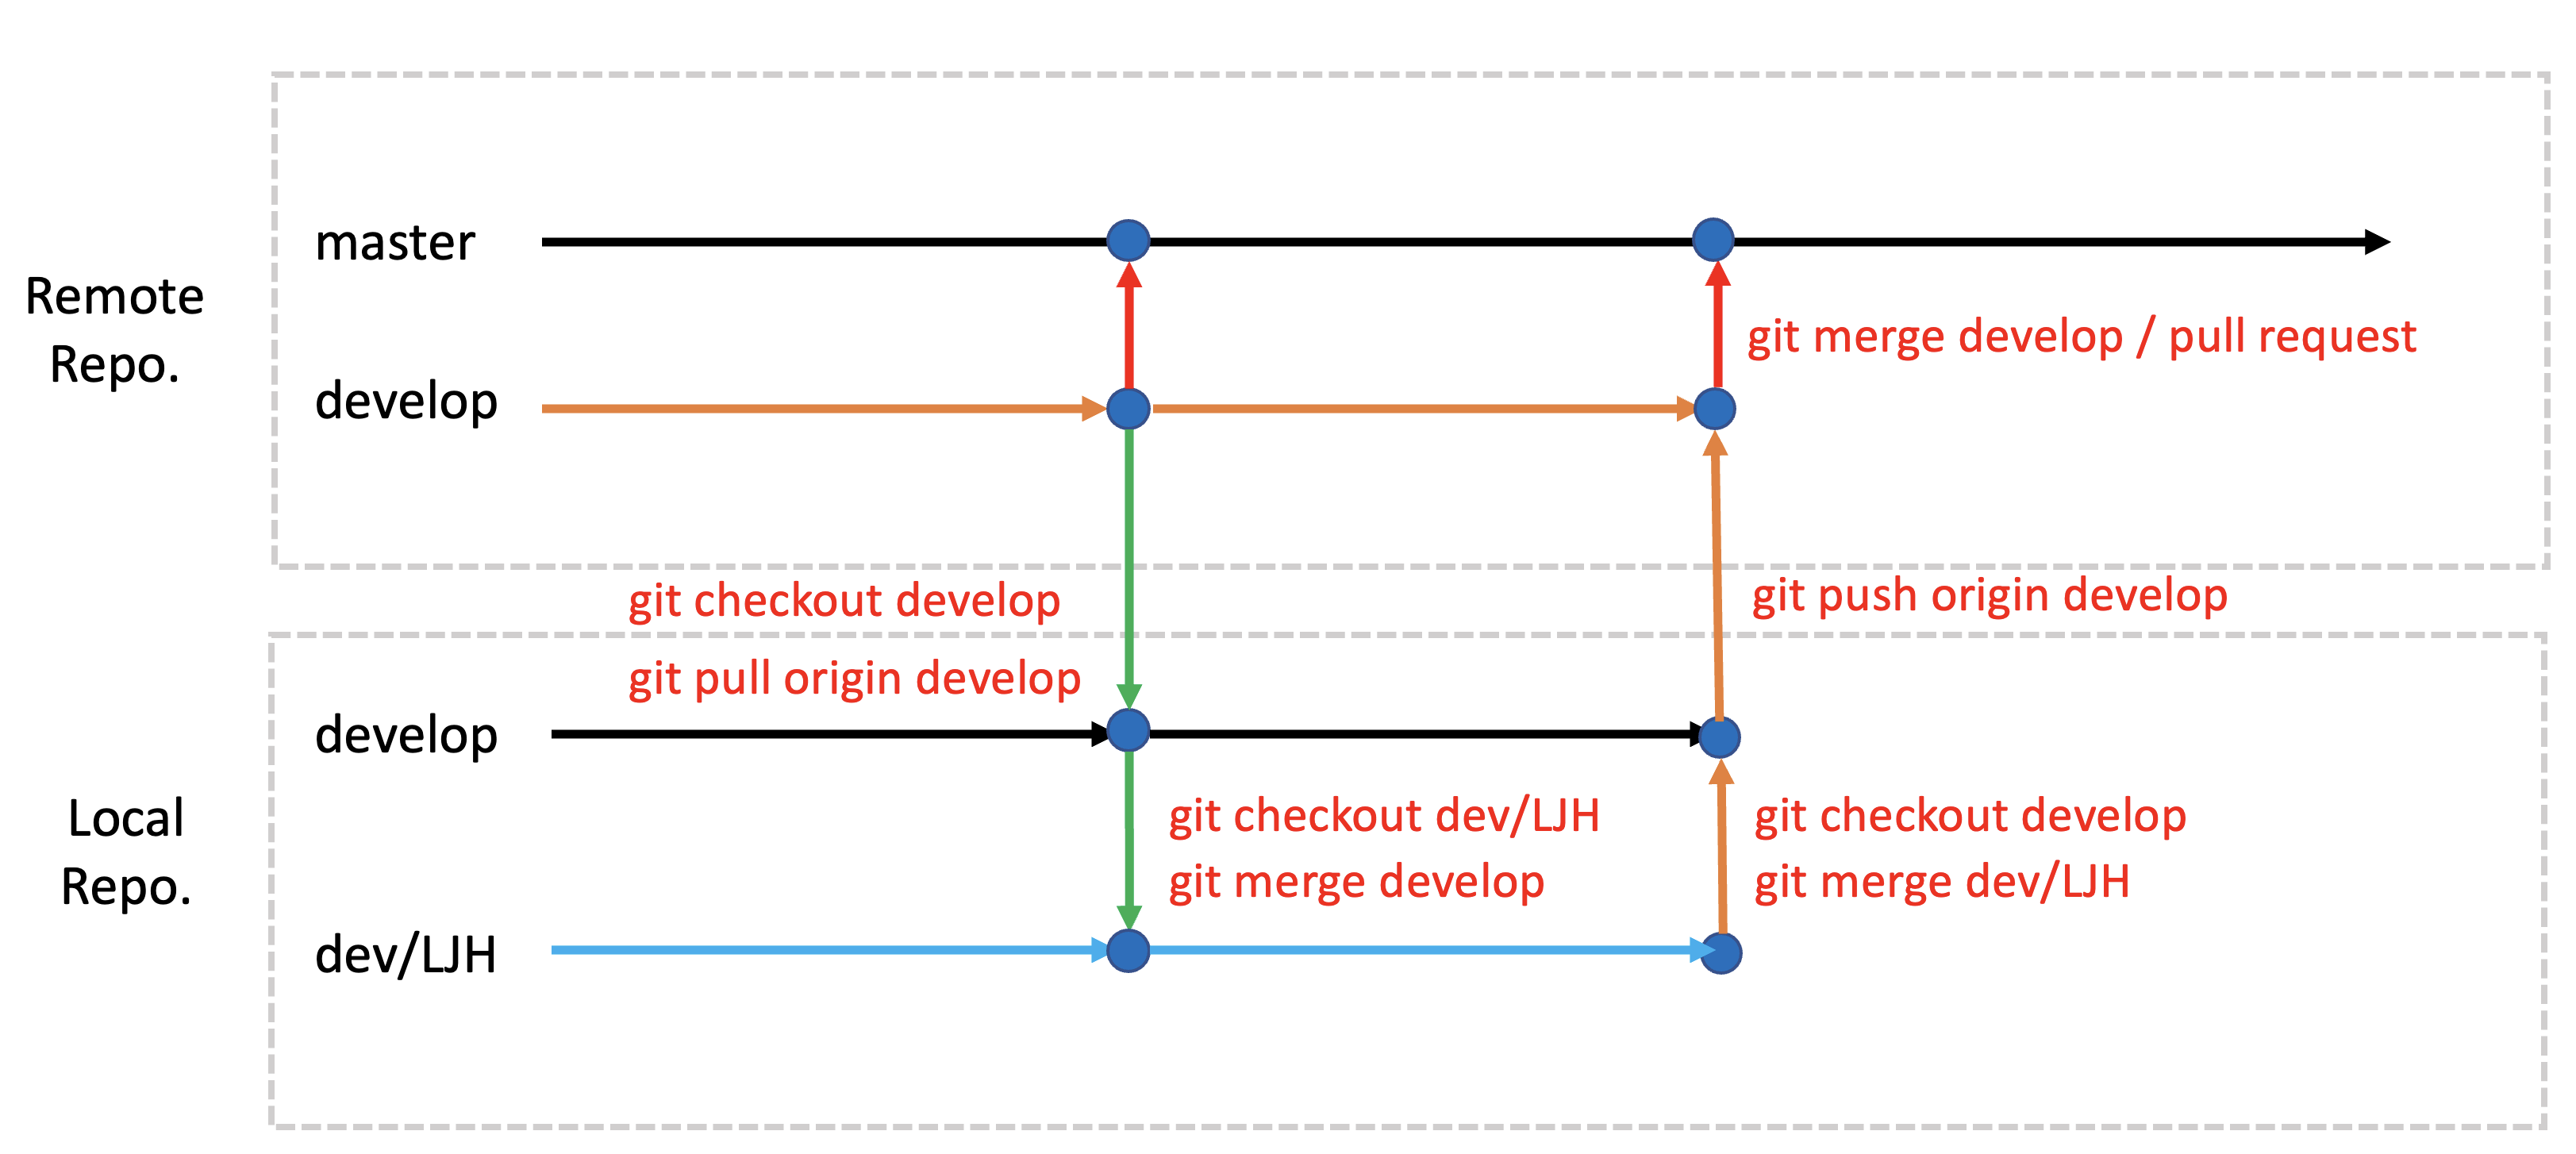 master
Remote
Repo.
git merge develop / pull request
develop
git checkout develop
git push origin develop
git pull origin develop
develop
Local
Repo.
git checkout dev/LJH
git merge develop
git checkout develop
git merge dev/LJH
dev/LJH